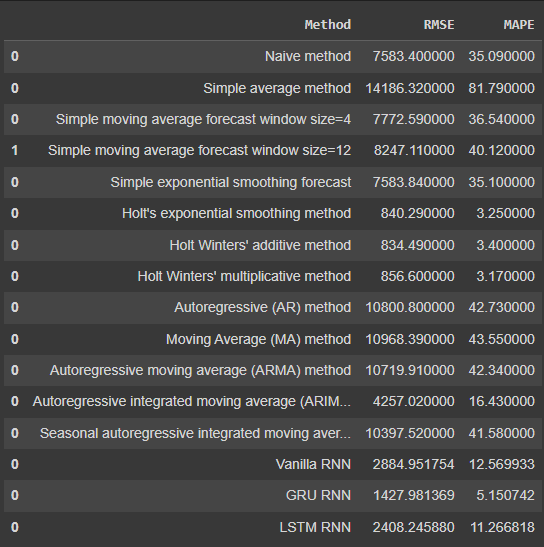 Method RMSE MAPE
0 Naive method 7583.400000 35.090000
0 Simple average method 14186.320000 81.790000
0 Simple moving average forecast window size=4 7772.590000 36.540000
1 Simple moving average forecast window size=12 8247.110000 40.120000
0 Simple exponential smoothing forecast 7583.840000 35.100000
0 Holt's exponential smoothing method 840.290000 3.250000
0 Holt Winters' additive method 834.490000 3.400000
0 Holt Winters' multiplicative method 856.600000 3.170000
0 Autoregressive (AR) method 10800.800000 42.730000
0 Moving Average (MA) method 10968.390000 43.550000
0 Autoregressive moving average (ARMA) method 10719.910000 42.340000
0 Autoregressive integrated moving average (ARIM... 4257.020000 16.430000
0 Seasonal autoregressive integrated moving aver... 10397.520000 41.580000
0 Vanilla RNN 2884.951754 12.569933
0 GRU RNN 1427.981369 5.150742
0 LSTM RNN 2408.245880 11.266818